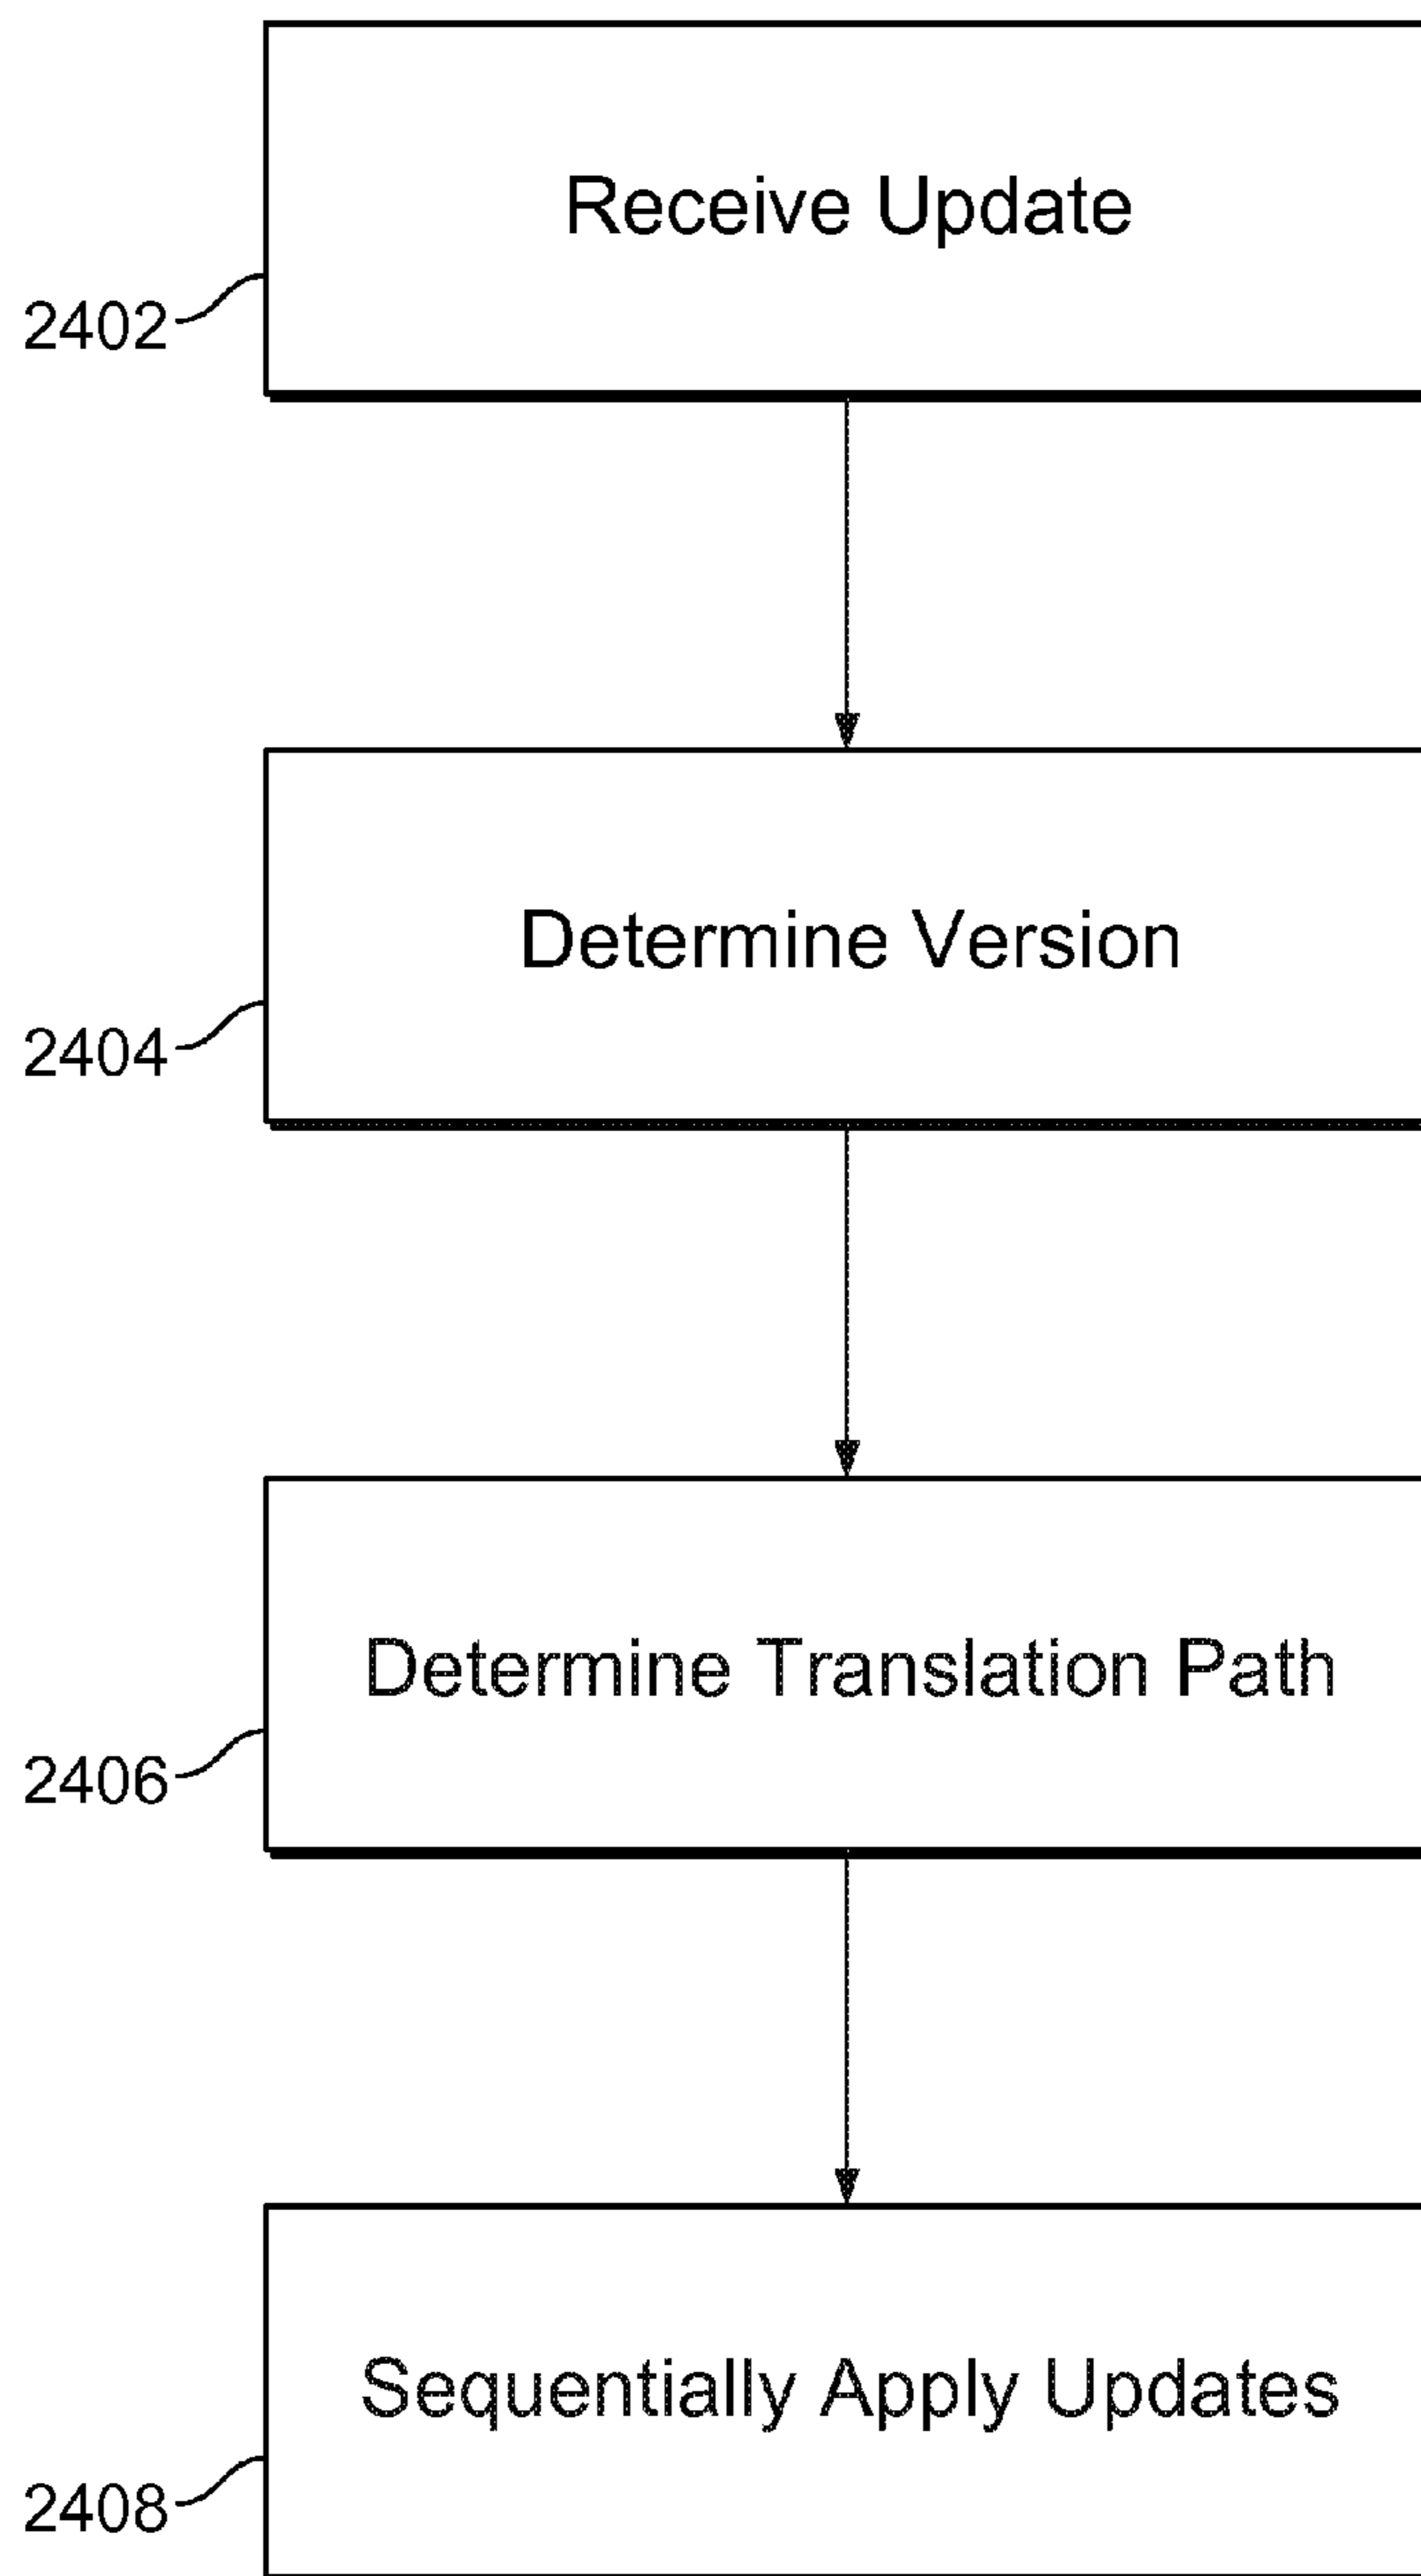 Receive Update
2402
Determine Version
2404
Determine Translation Path
2406
Sequentially Apply Updates
2408